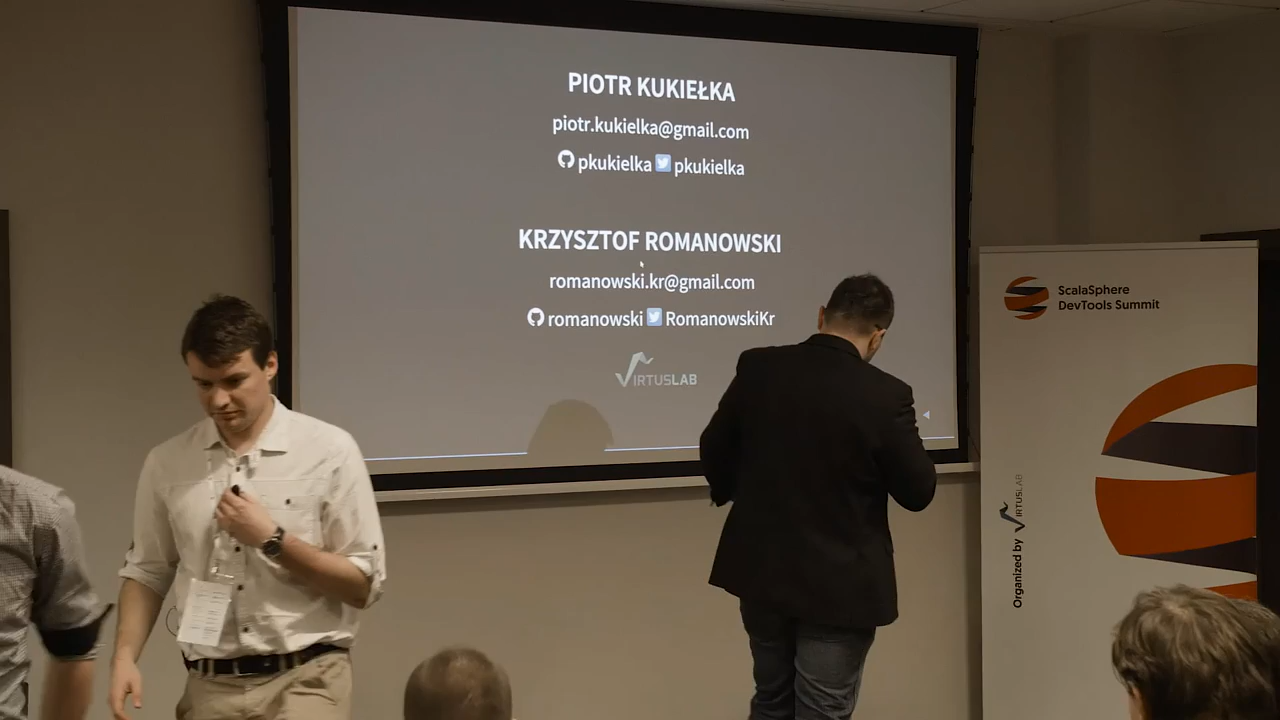 PIOTR KUKIEŁKA
piotr.kukielka@gmail.com
pkukielka pkukielka
KRZYSZTOF ROMANOWSKI
romanowski.kr@gmail.com
romanowski RomanowskiKr
VIRTUSLAB
ScalaSphere
DevTools Summit
Organized by VIRTUSLAB